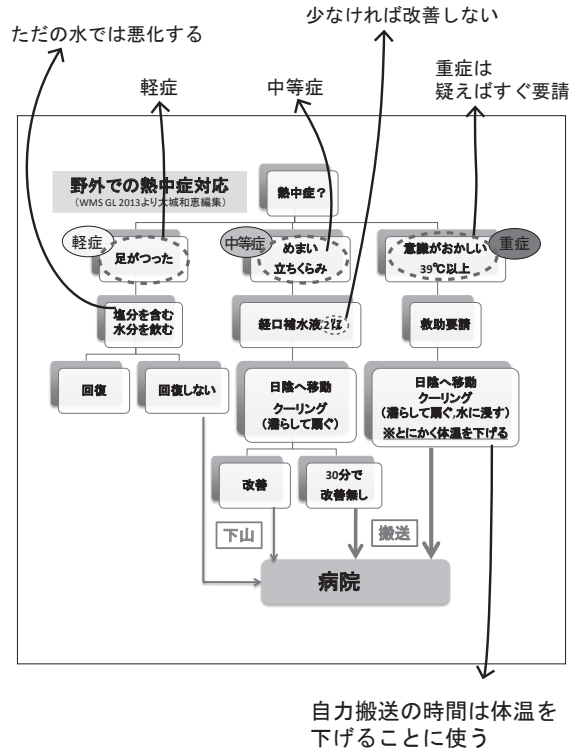 少なければ改善しない
ただの水では悪化する
軽症
中等症
重症は
疑えばすぐ要請
野外での熱中症対応
（WMS GL 2013より大城和恵編集）
熱中症？
軽症
足がつった
中等症
めまい
立ちくらみ
意識がおかしい
39℃以上
重症
塩分を含む
水分を飲む
経口補水液2㍑
救助要請
回復
回復しない
日陰へ移動
クーリング
（濡らして扇ぐ）
日陰へ移動
クーリング
（濡らして扇ぐ,水に浸す）
※とにかく体温を下げる
改善
30分で
改善無し
下山
搬送
病院
自力搬送の時間は体温を
下げることに使う